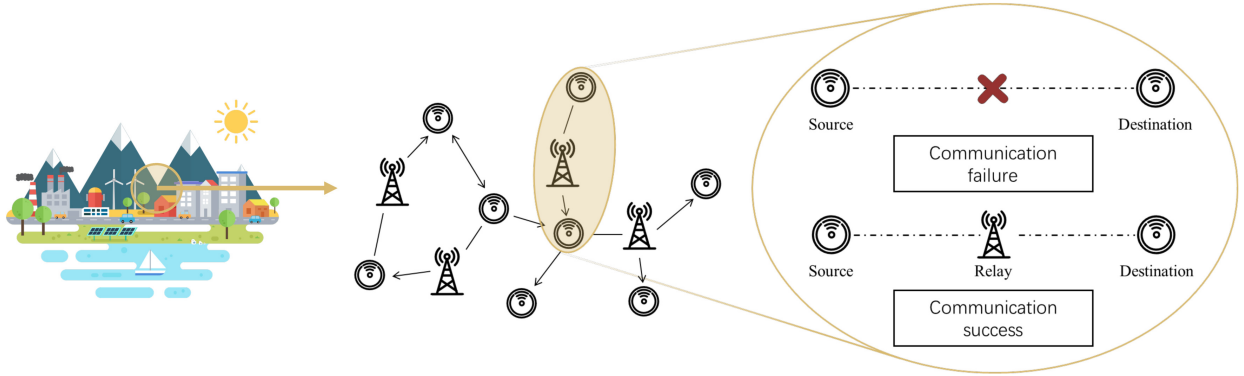 Source
Destination
Communication
failure
Source
Relay
Destination
Communication
success